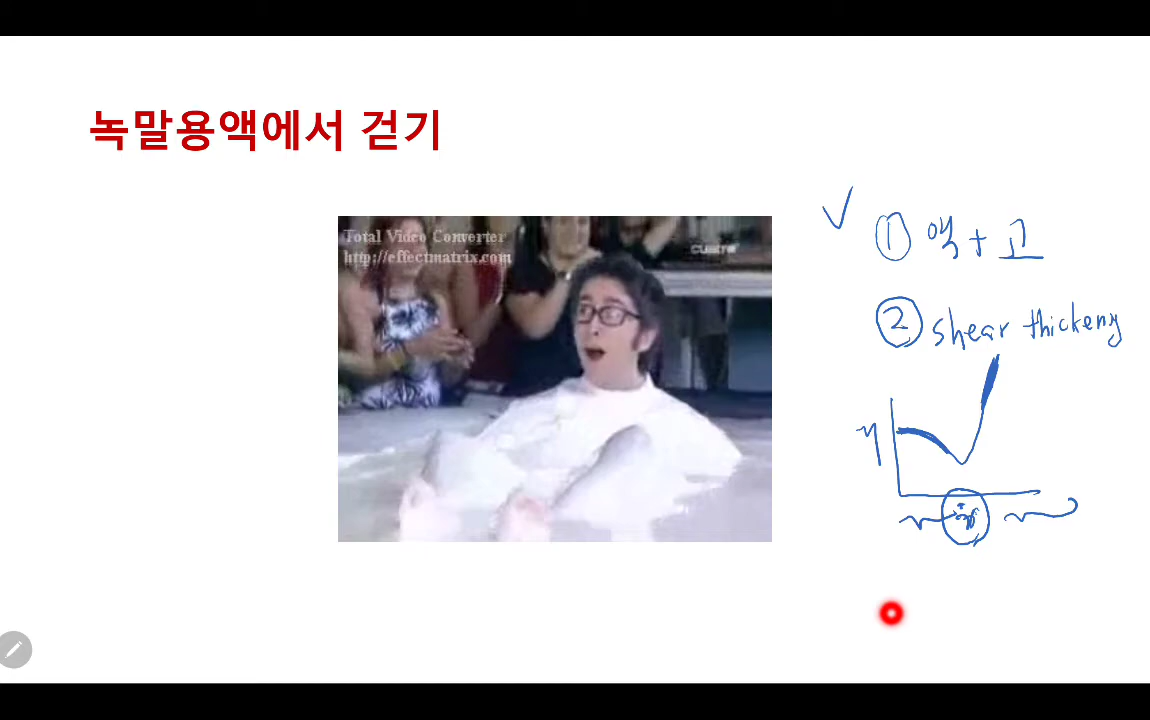 녹말용액에서 걷기
Total Video Converter
http://effectmatrix.com
① 액 + 고
② shear thickeny
η